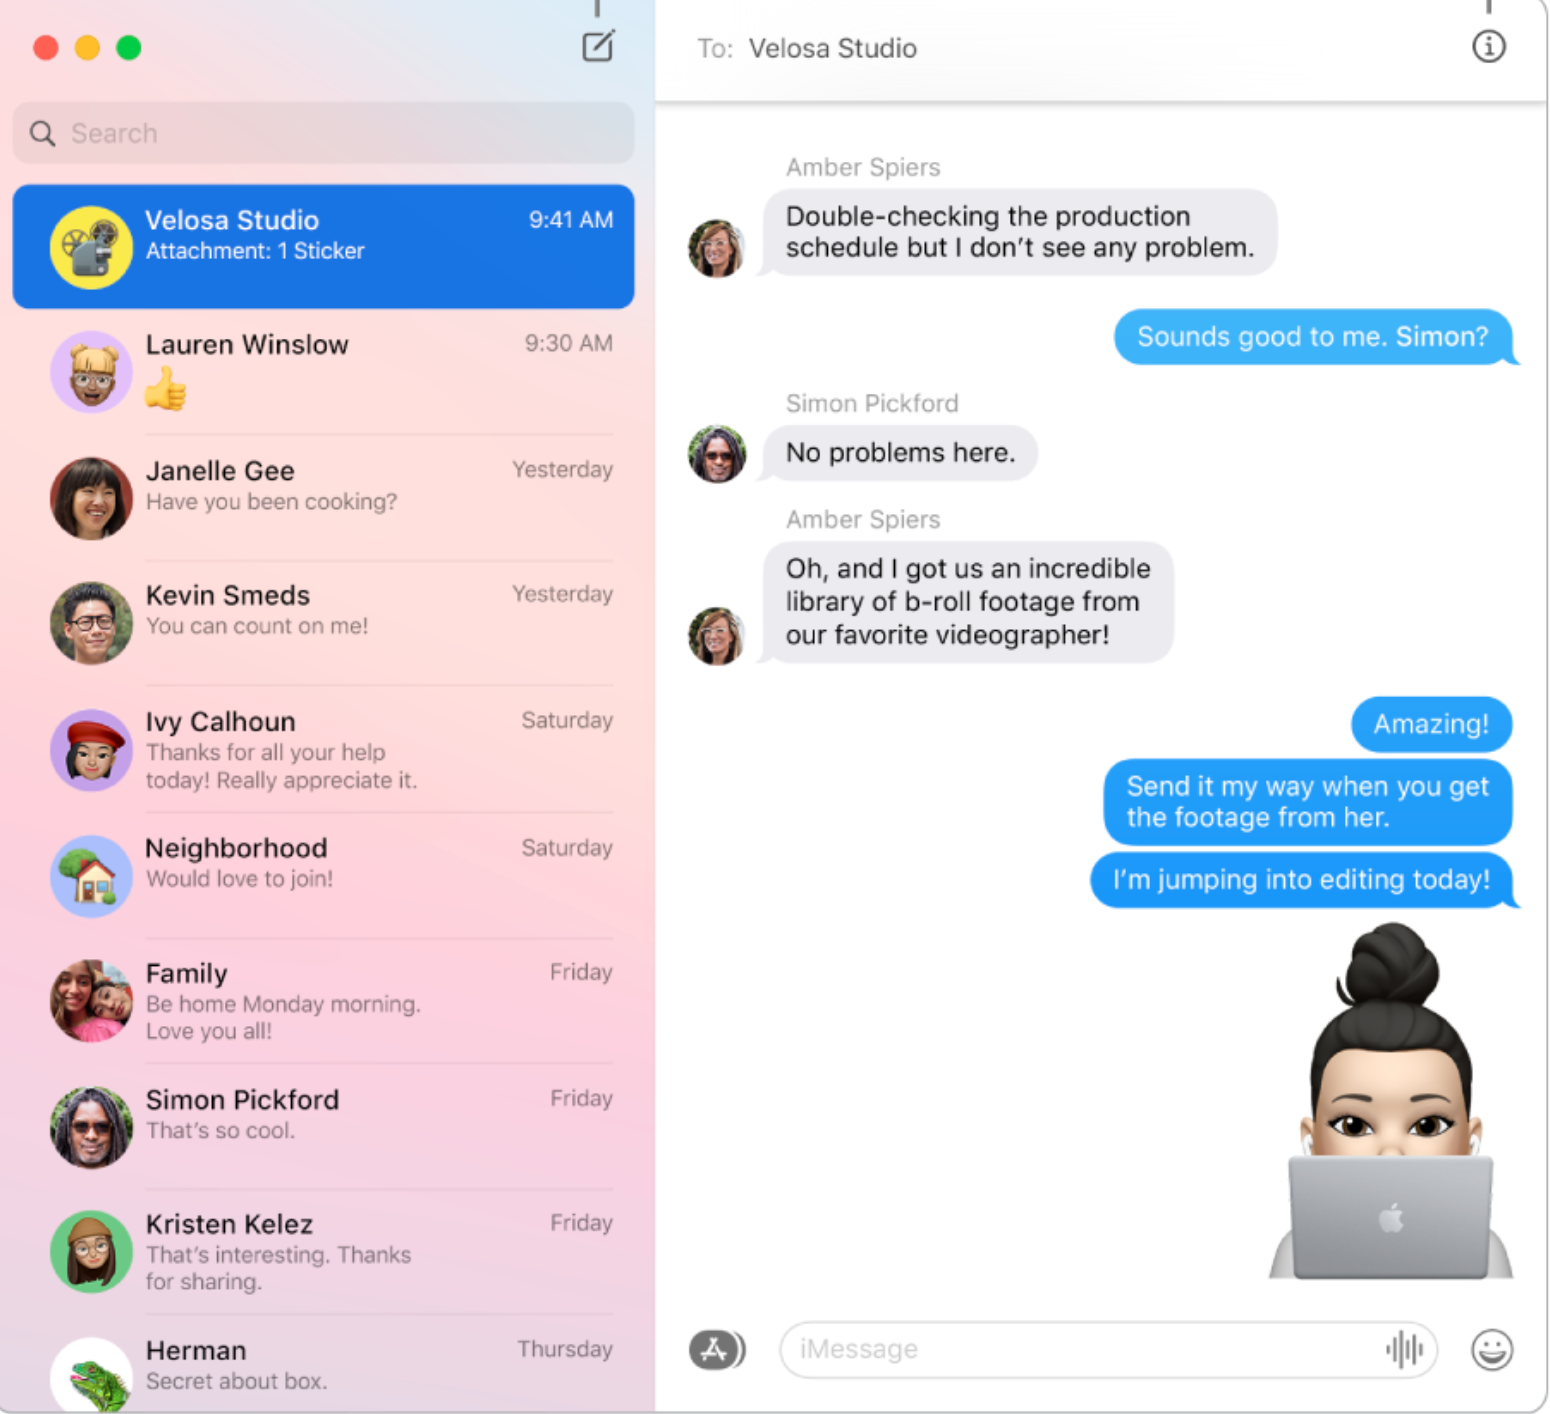 Search
Velosa Studio
9:41 AM
Attachment: 1 Sticker
Lauren Winslow
9:30 AM
Janelle Gee
Yesterday
Have you been cooking?
Kevin Smeds
Yesterday
You can count on me!
Ivy Calhoun
Saturday
Thanks for all your help
today! Really appreciate it.
Neighborhood
Saturday
Would love to join!
Family
Friday
Be home Monday morning.
Love you all!
Simon Pickford
Friday
That's so cool.
Kristen Kelez
Friday
That's interesting. Thanks
for sharing.
Herman
Thursday
Secret about box.
To: Velosa Studio
Amber Spiers
Double-checking the production
schedule but I don't see any problem.
Sounds good to me. Simon?
Simon Pickford
No problems here.
Amber Spiers
Oh, and I got us an incredible
library of b-roll footage from
our favorite videographer!
Amazing!
Send it my way when you get
the footage from her.
I'm jumping into editing today!
iMessage